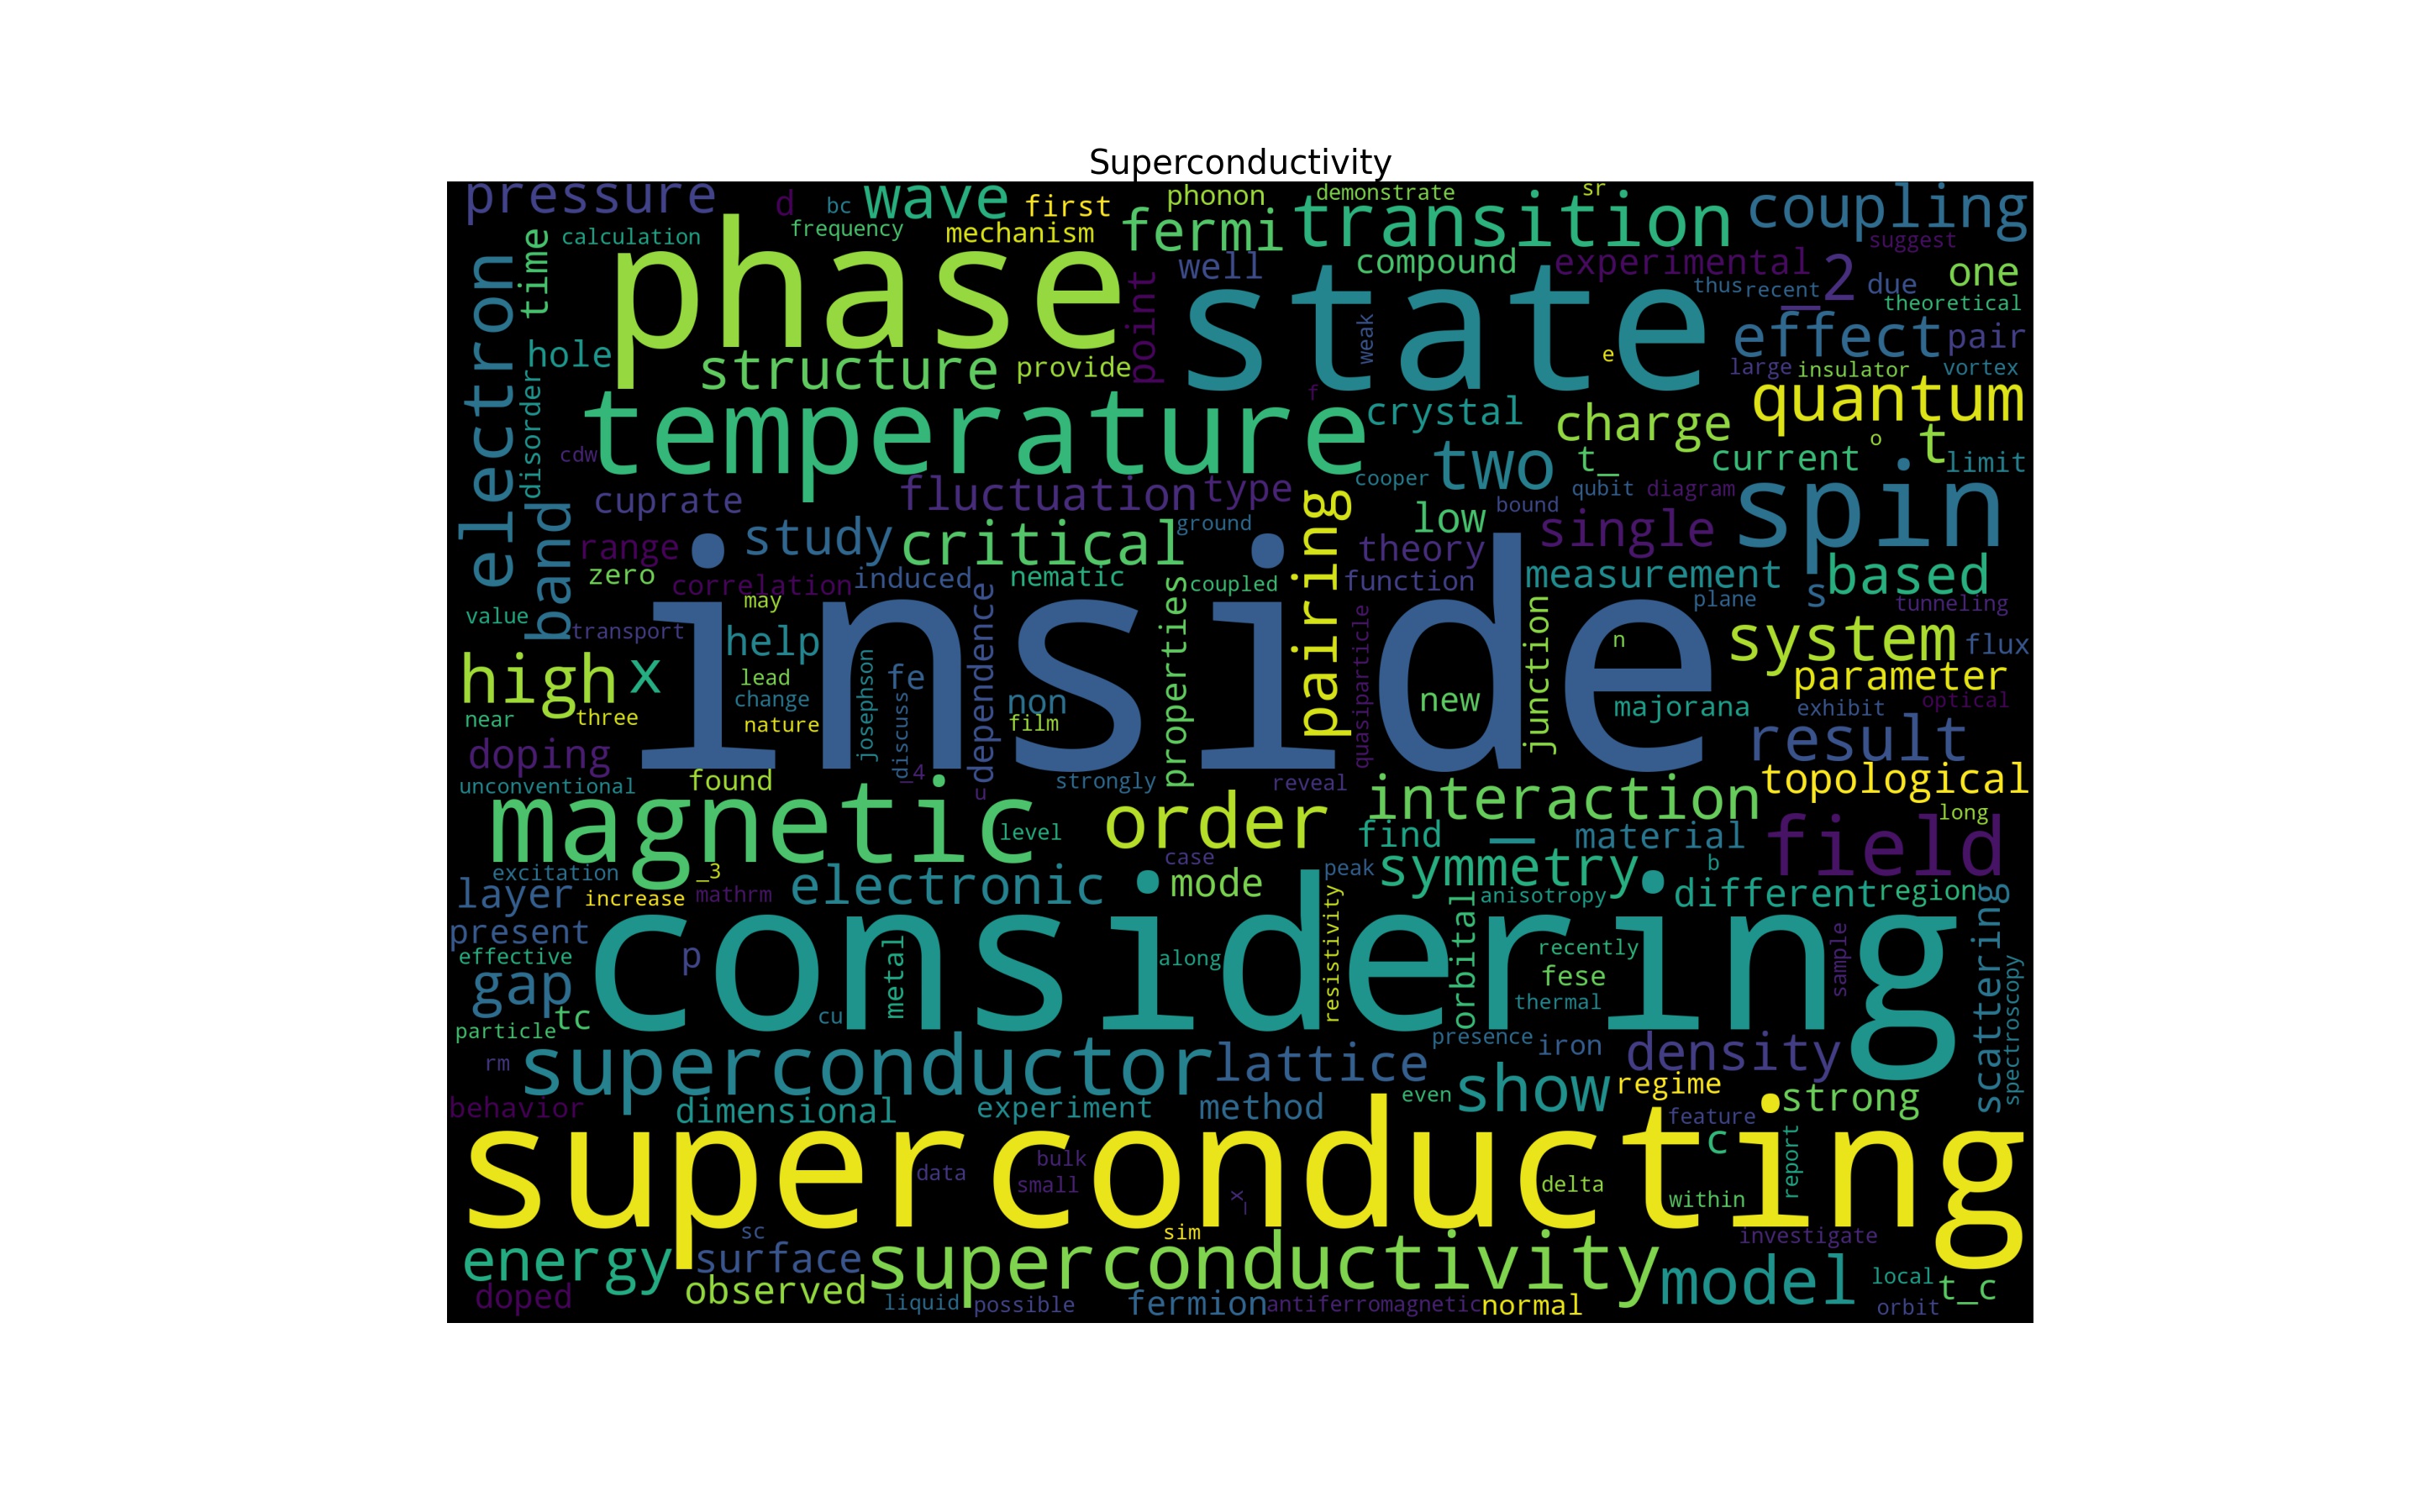 Superconductivity
pressure d bc wave first phonon demonstrate sr coupling
calculation frequency mechanism fermi transition suggest
electron time phase well compound experimental _2 due one
point state thus recent theoretical
hole structure provide weak e effect pair
large insulator vortex
disorder temperature f crystal charge quantum
cdw cooper two t_ current o t limit
cuprate fluctuation type bound qubit diagram spin
band study critical ground pairing low single
range theory
zero correlation induced nematic coupled function measurement s based
value may properties plane tunneling
transport help dependence inside quasiparticle junction n system flux
high x lead josephson fe non new parameter
near three change nature discuss film majorana exhibit optical
doping result
unconventional found _4 u strongly reveal topological
magnetic level order interaction long
find _ material field
excitation _3 case peak symmetry b
layer increase mathrm electronic mode anisotropy different region
present p metal considering resistivity orbital recently sample scattering
effective along
gap fese spectroscopy
tc cu thermal
particle presence iron density
rm superconductor lattice
behavior dimensional experiment method even show regime strong
feature
superconducting c report
data bulk small x_ delta within
sc sim investigate
energy surface superconductivity model local t_c
doped observed liquid possible fermion antiferromagnetic normal orbit